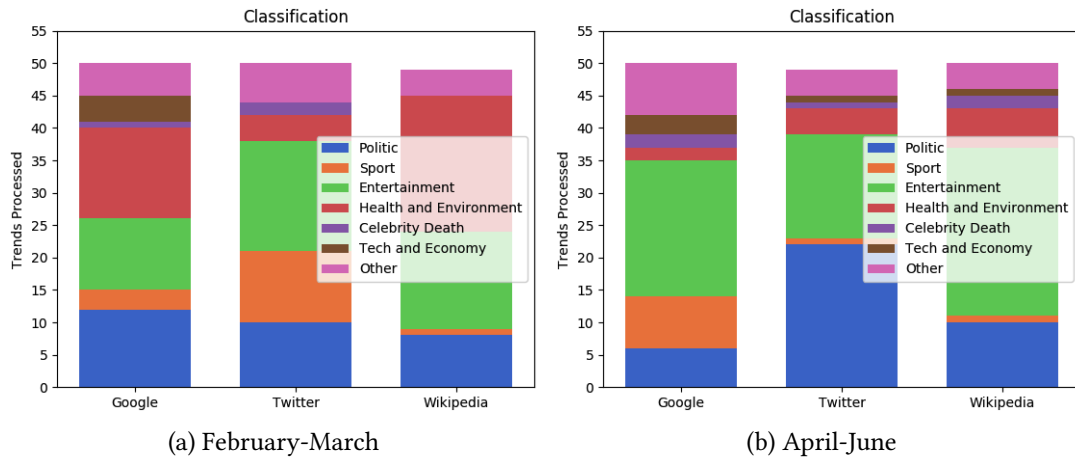 Classification
55
50
45
40
35
30
25
20
15
10
5
0
Trends Processed
Politic
Sport
Entertainment
Health and Environment
Celebrity Death
Tech and Economy
Other
Google Twitter Wikipedia
(a) February-March
Classification
55
50
45
40
35
30
25
20
15
10
5
0
Trends Processed
Politic
Sport
Entertainment
Health and Environment
Celebrity Death
Tech and Economy
Other
Google Twitter Wikipedia
(b) April-June